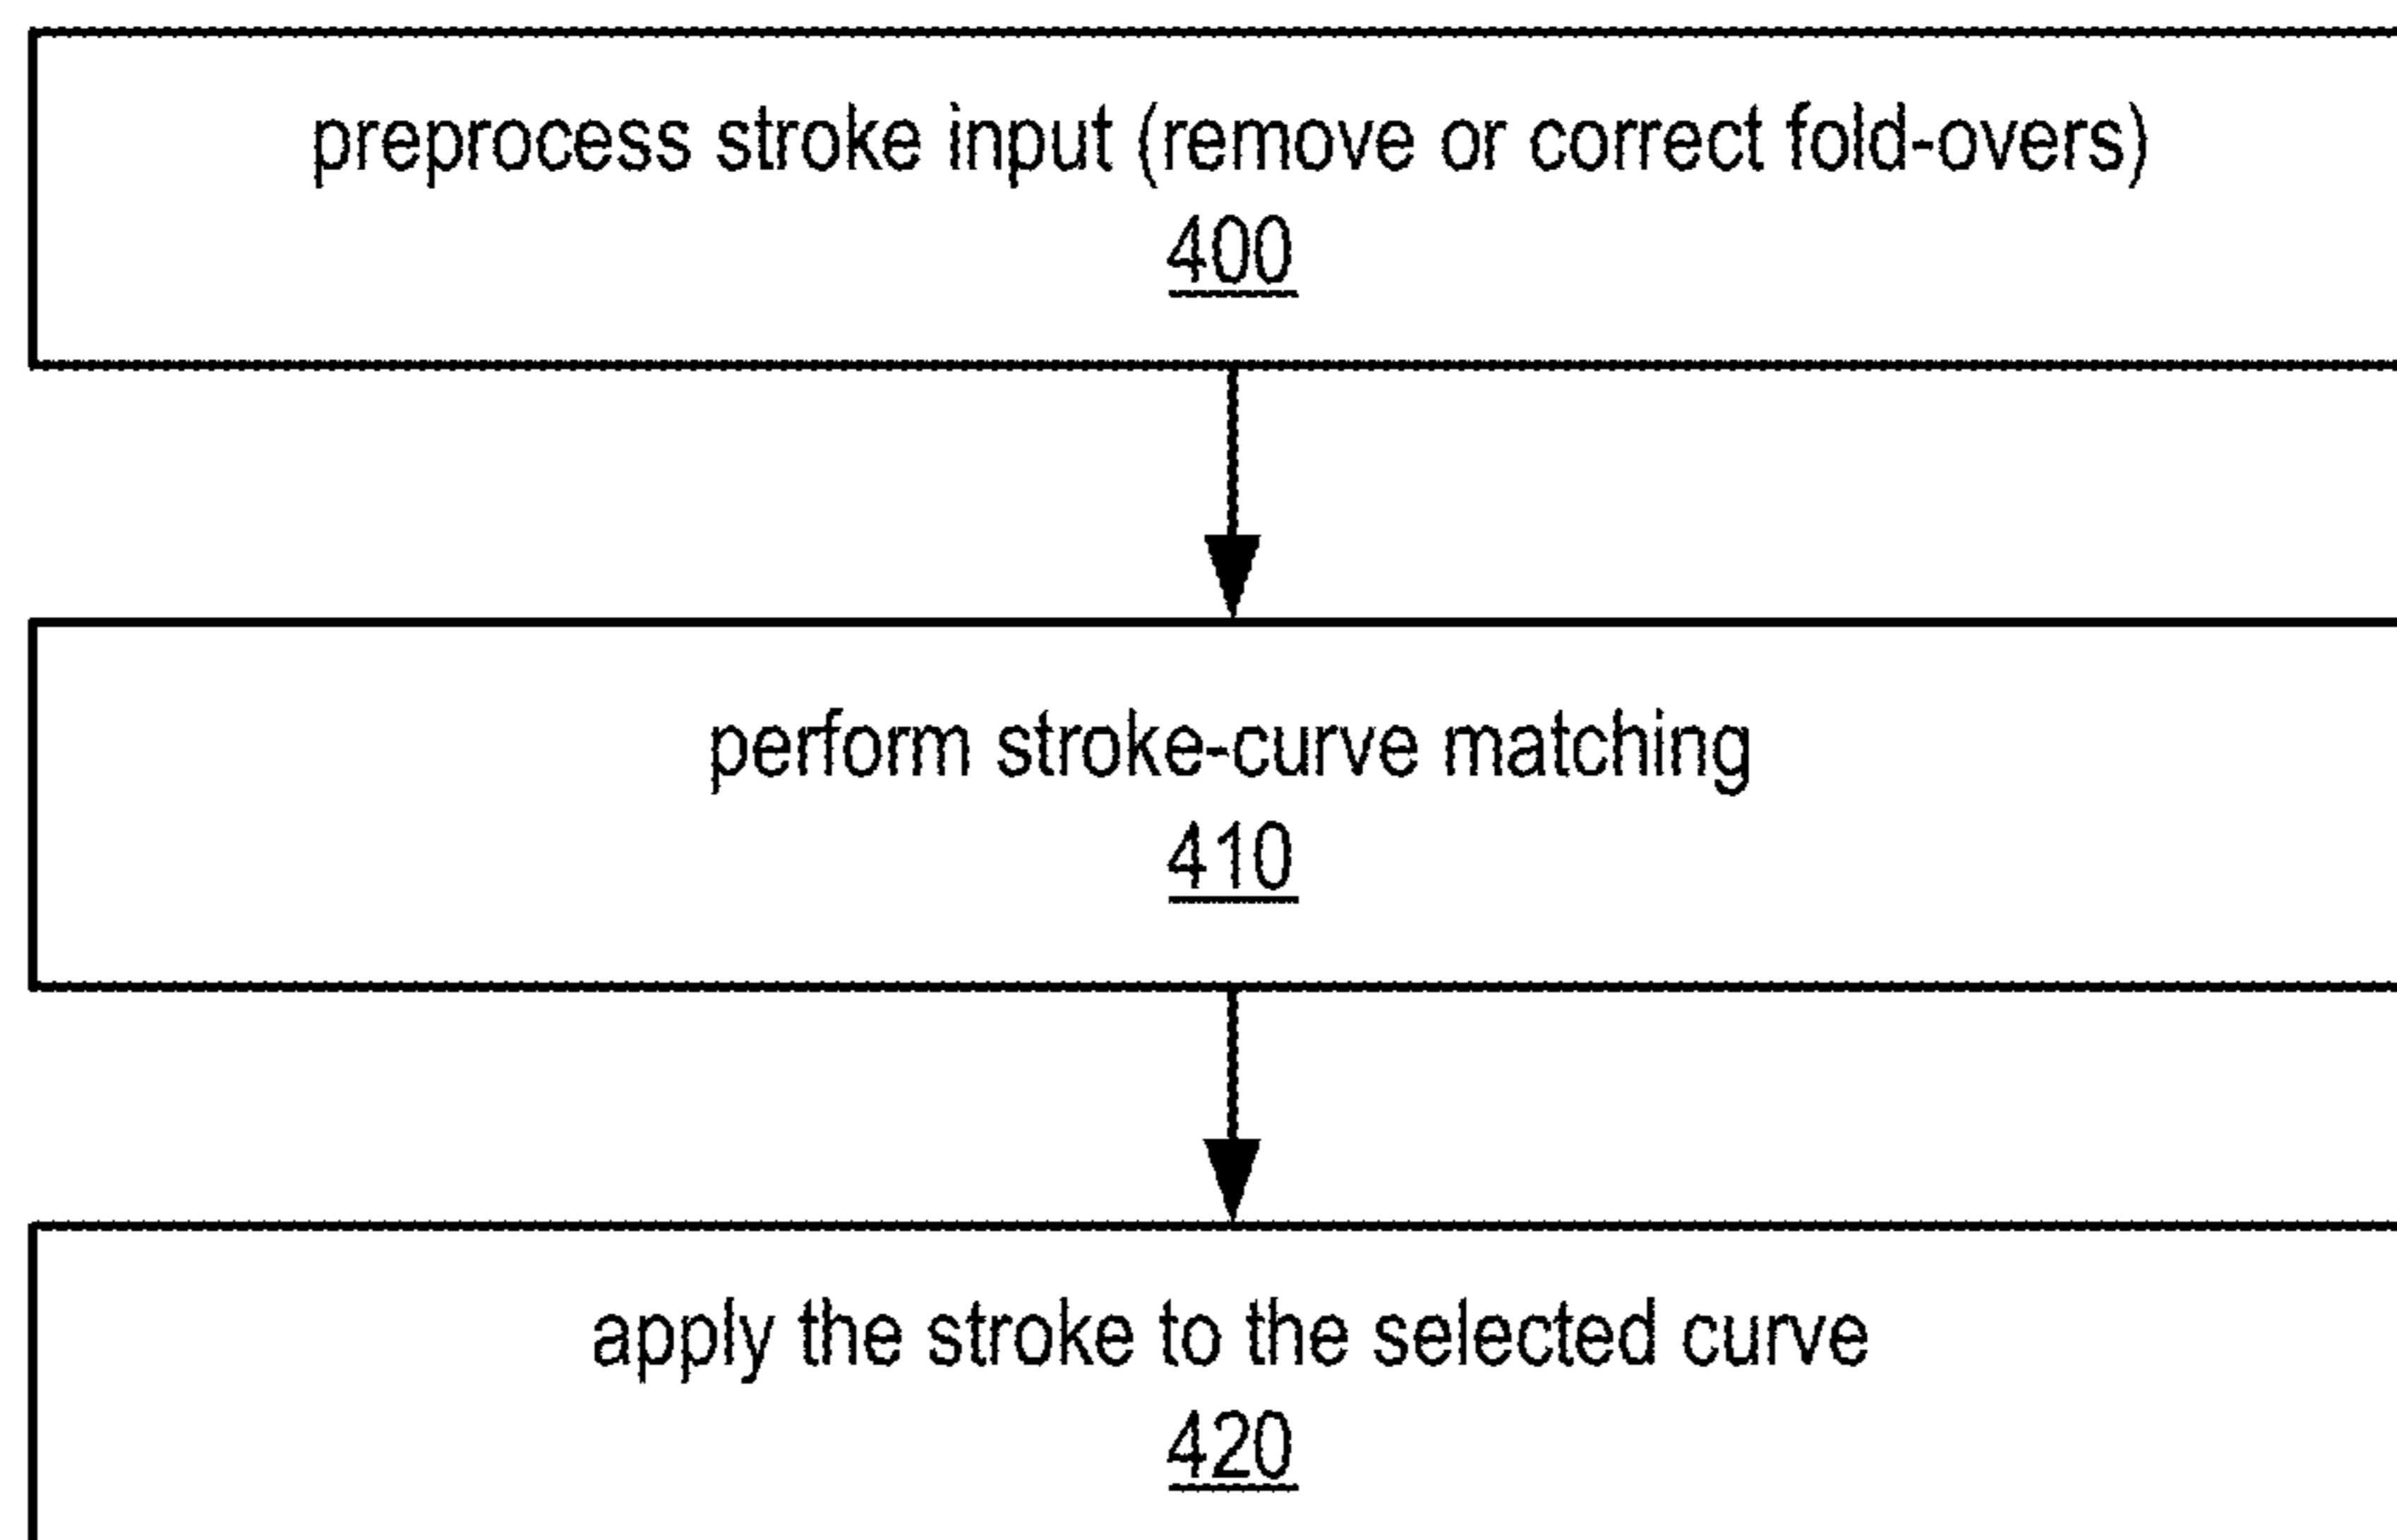 preprocess stroke input (remove or correct fold-overs)
400
perform stroke-curve matching
410
apply the stroke to the selected curve
420